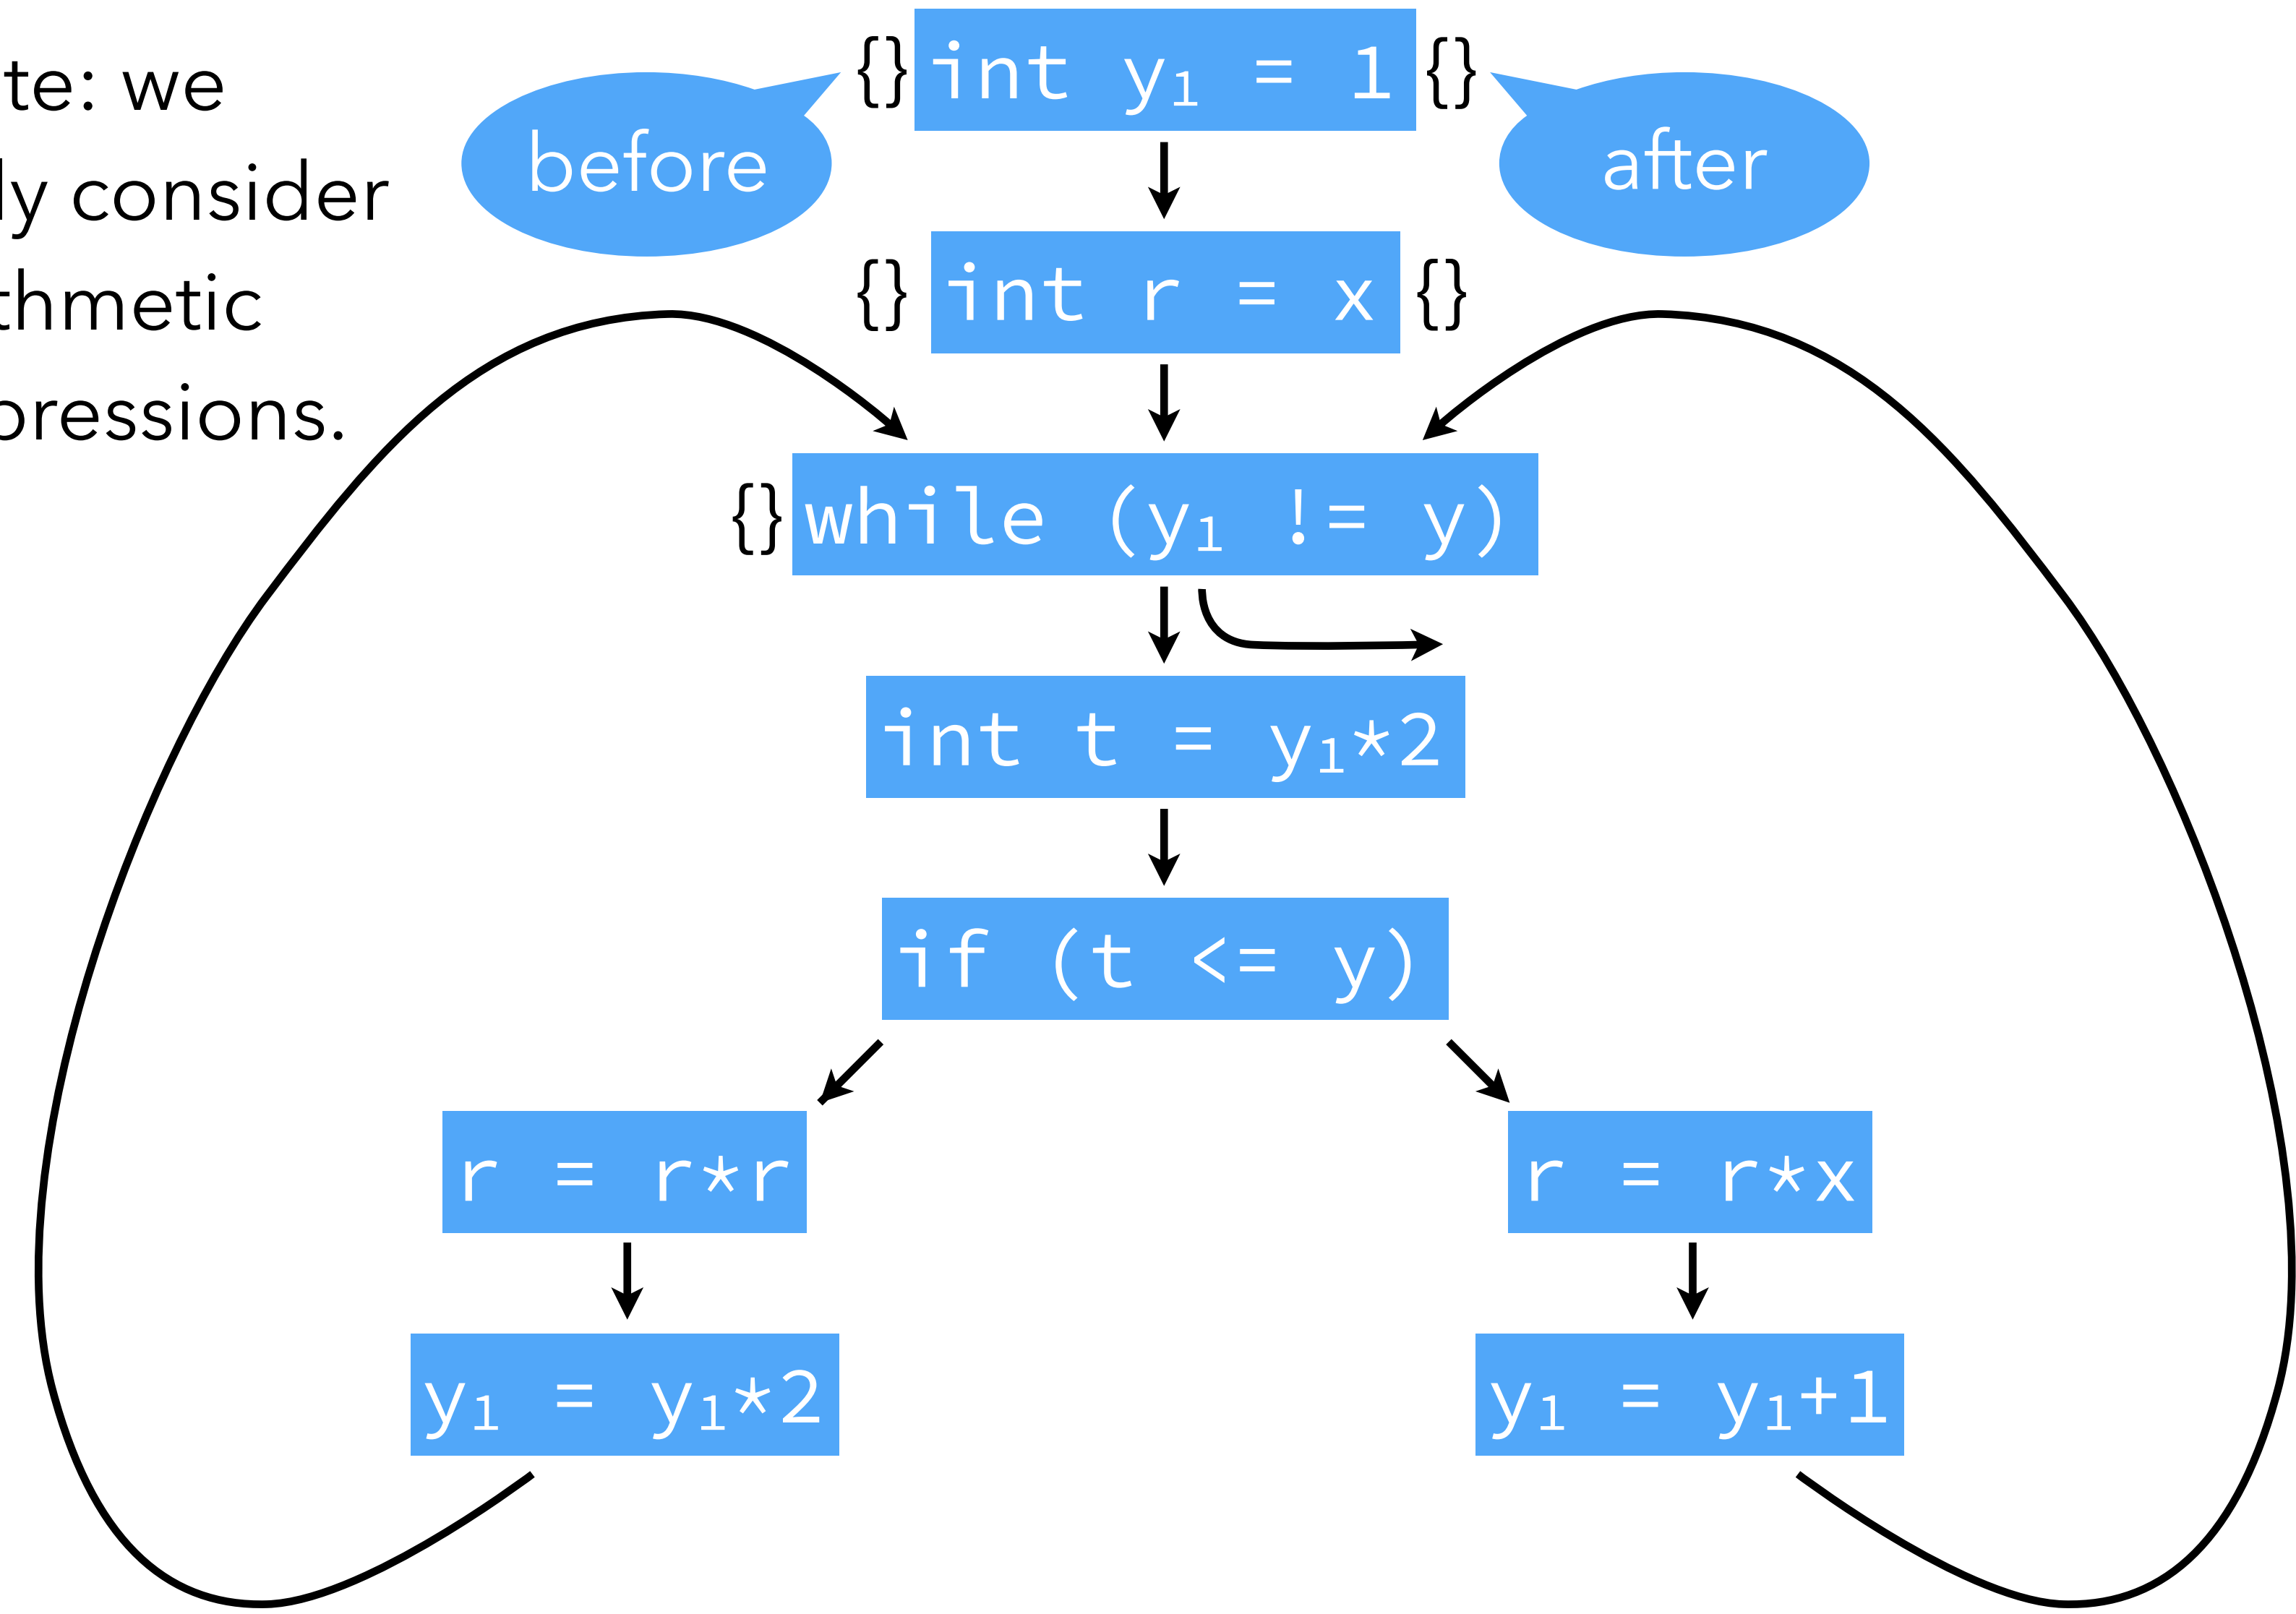 te: we
ly consider
thmetic
pressions.
before
{} int y₁ = 1 {}
after
{} int r = x {}
{} while (y₁ != y)
int t = y₁*2
if (t <= y)
r = r*r
r = r*x
y₁ = y₁*2
y₁ = y₁+1